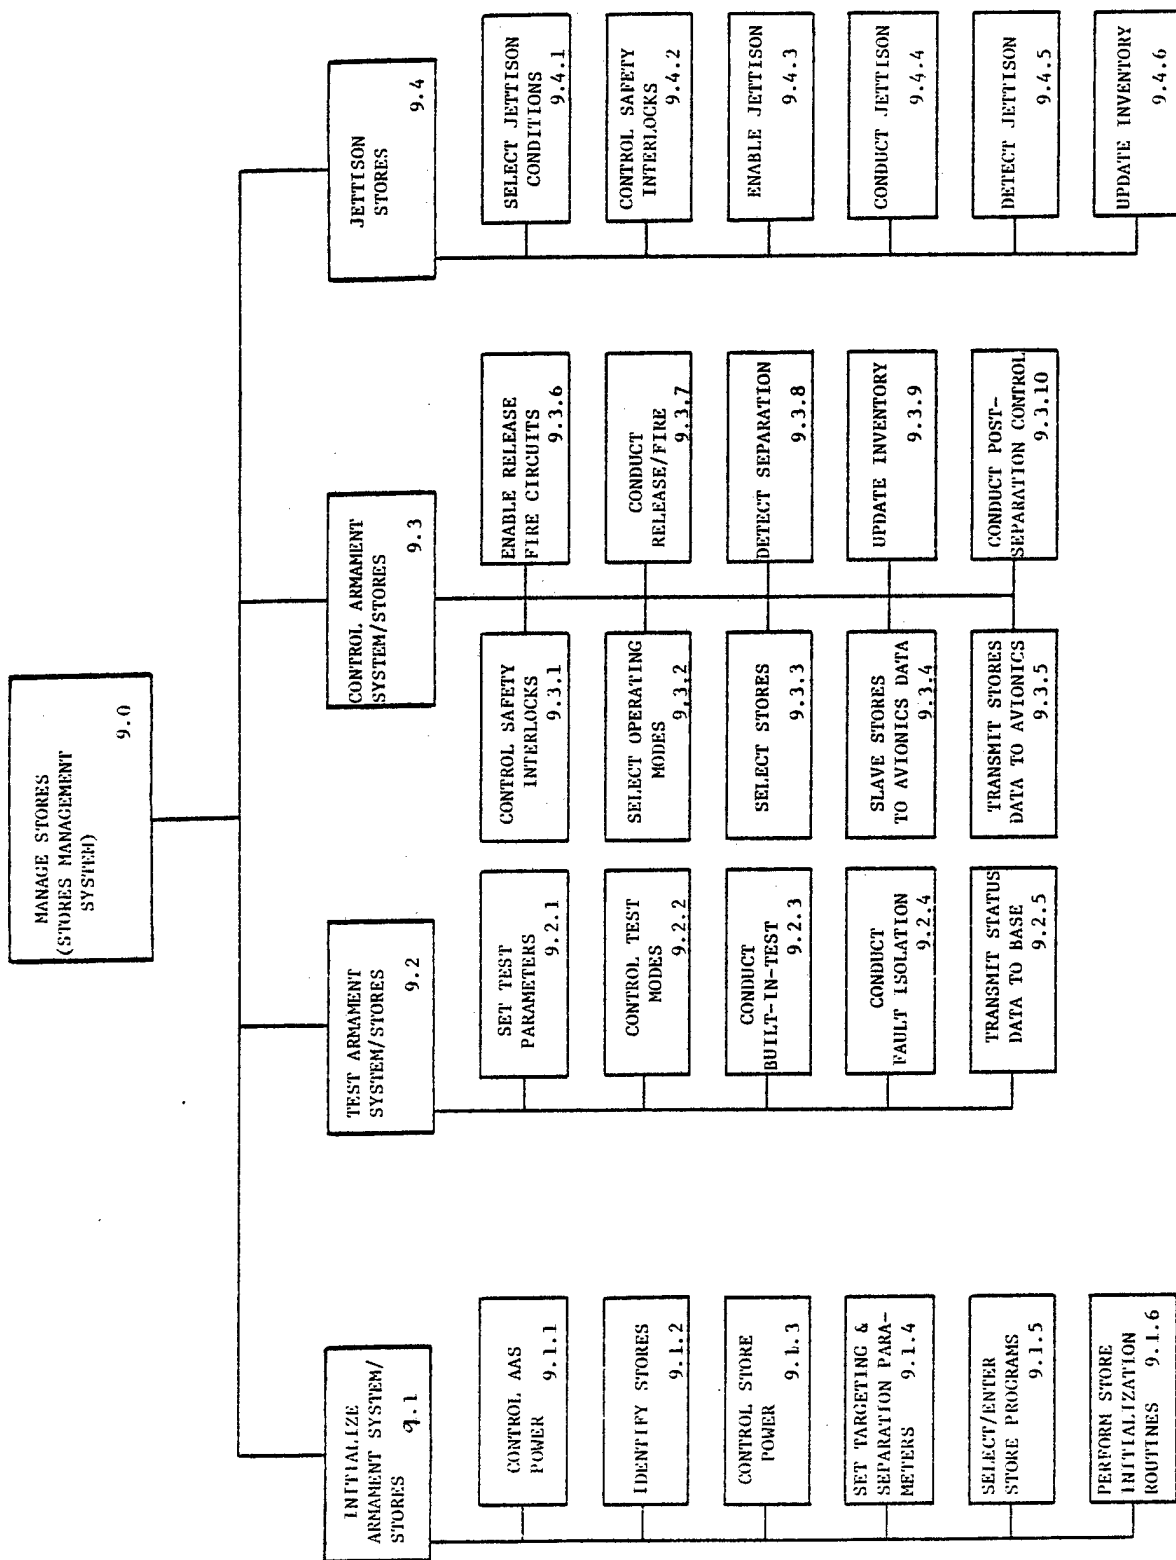 MANAGE STORES
(STORES MANAGEMENT
SYSTEM)
9.0
INITIALIZE
ARMAMENT SYSTEM/
STORES
9.1
CONTROL AAS
POWER
9.1.1
IDENTIFY STORES
9.1.2
CONTROL STORE
POWER
9.1.3
SET TARGETING &
SEPARATION PARA-
METERS 9.1.4
SELECT/ENTER
STORE PROGRAMS
9.1.5
PERFORM STORE
INITIALIZATION
ROUTINES 9.1.6
TEST ARMAMENT
SYSTEM/STORES
9.2
SET TEST
PARAMETERS
9.2.1
CONTROL TEST
MODES
9.2.2
CONDUCT
BUILT-IN-TEST
9.2.3
CONDUCT
FAULT ISOLATION
9.2.4
TRANSMIT STATUS
DATA TO BASE
9.2.5
CONTROL ARMAMENT
SYSTEM/STORES
9.3
CONTROL SAFETY
INTERLOCKS
9.3.1
SELECT OPERATING
MODES
9.3.2
SELECT STORES
9.3.3
SLAVE STORES
TO AVIONICS DATA
9.3.4
TRANSMIT STORES
DATA TO AVIONICS
9.3.5
ENABLE RELEASE
FIRE CIRCUITS
9.3.6
CONDUCT
RELEASE/FIRE
9.3.7
DETECT SEPARATION
9.3.8
UPDATE INVENTORY
9.3.9
CONDUCT POST-
SEPARATION CONTROL
9.3.10
JETTISON
STORES
9.4
SELECT JETTISON
CONDITIONS
9.4.1
CONTROL SAFETY
INTERLOCKS
9.4.2
ENABLE JETTISON
9.4.3
CONDUCT JETTISON
9.4.4
DETECT JETTISON
9.4.5
UPDATE INVENTORY
9.4.6